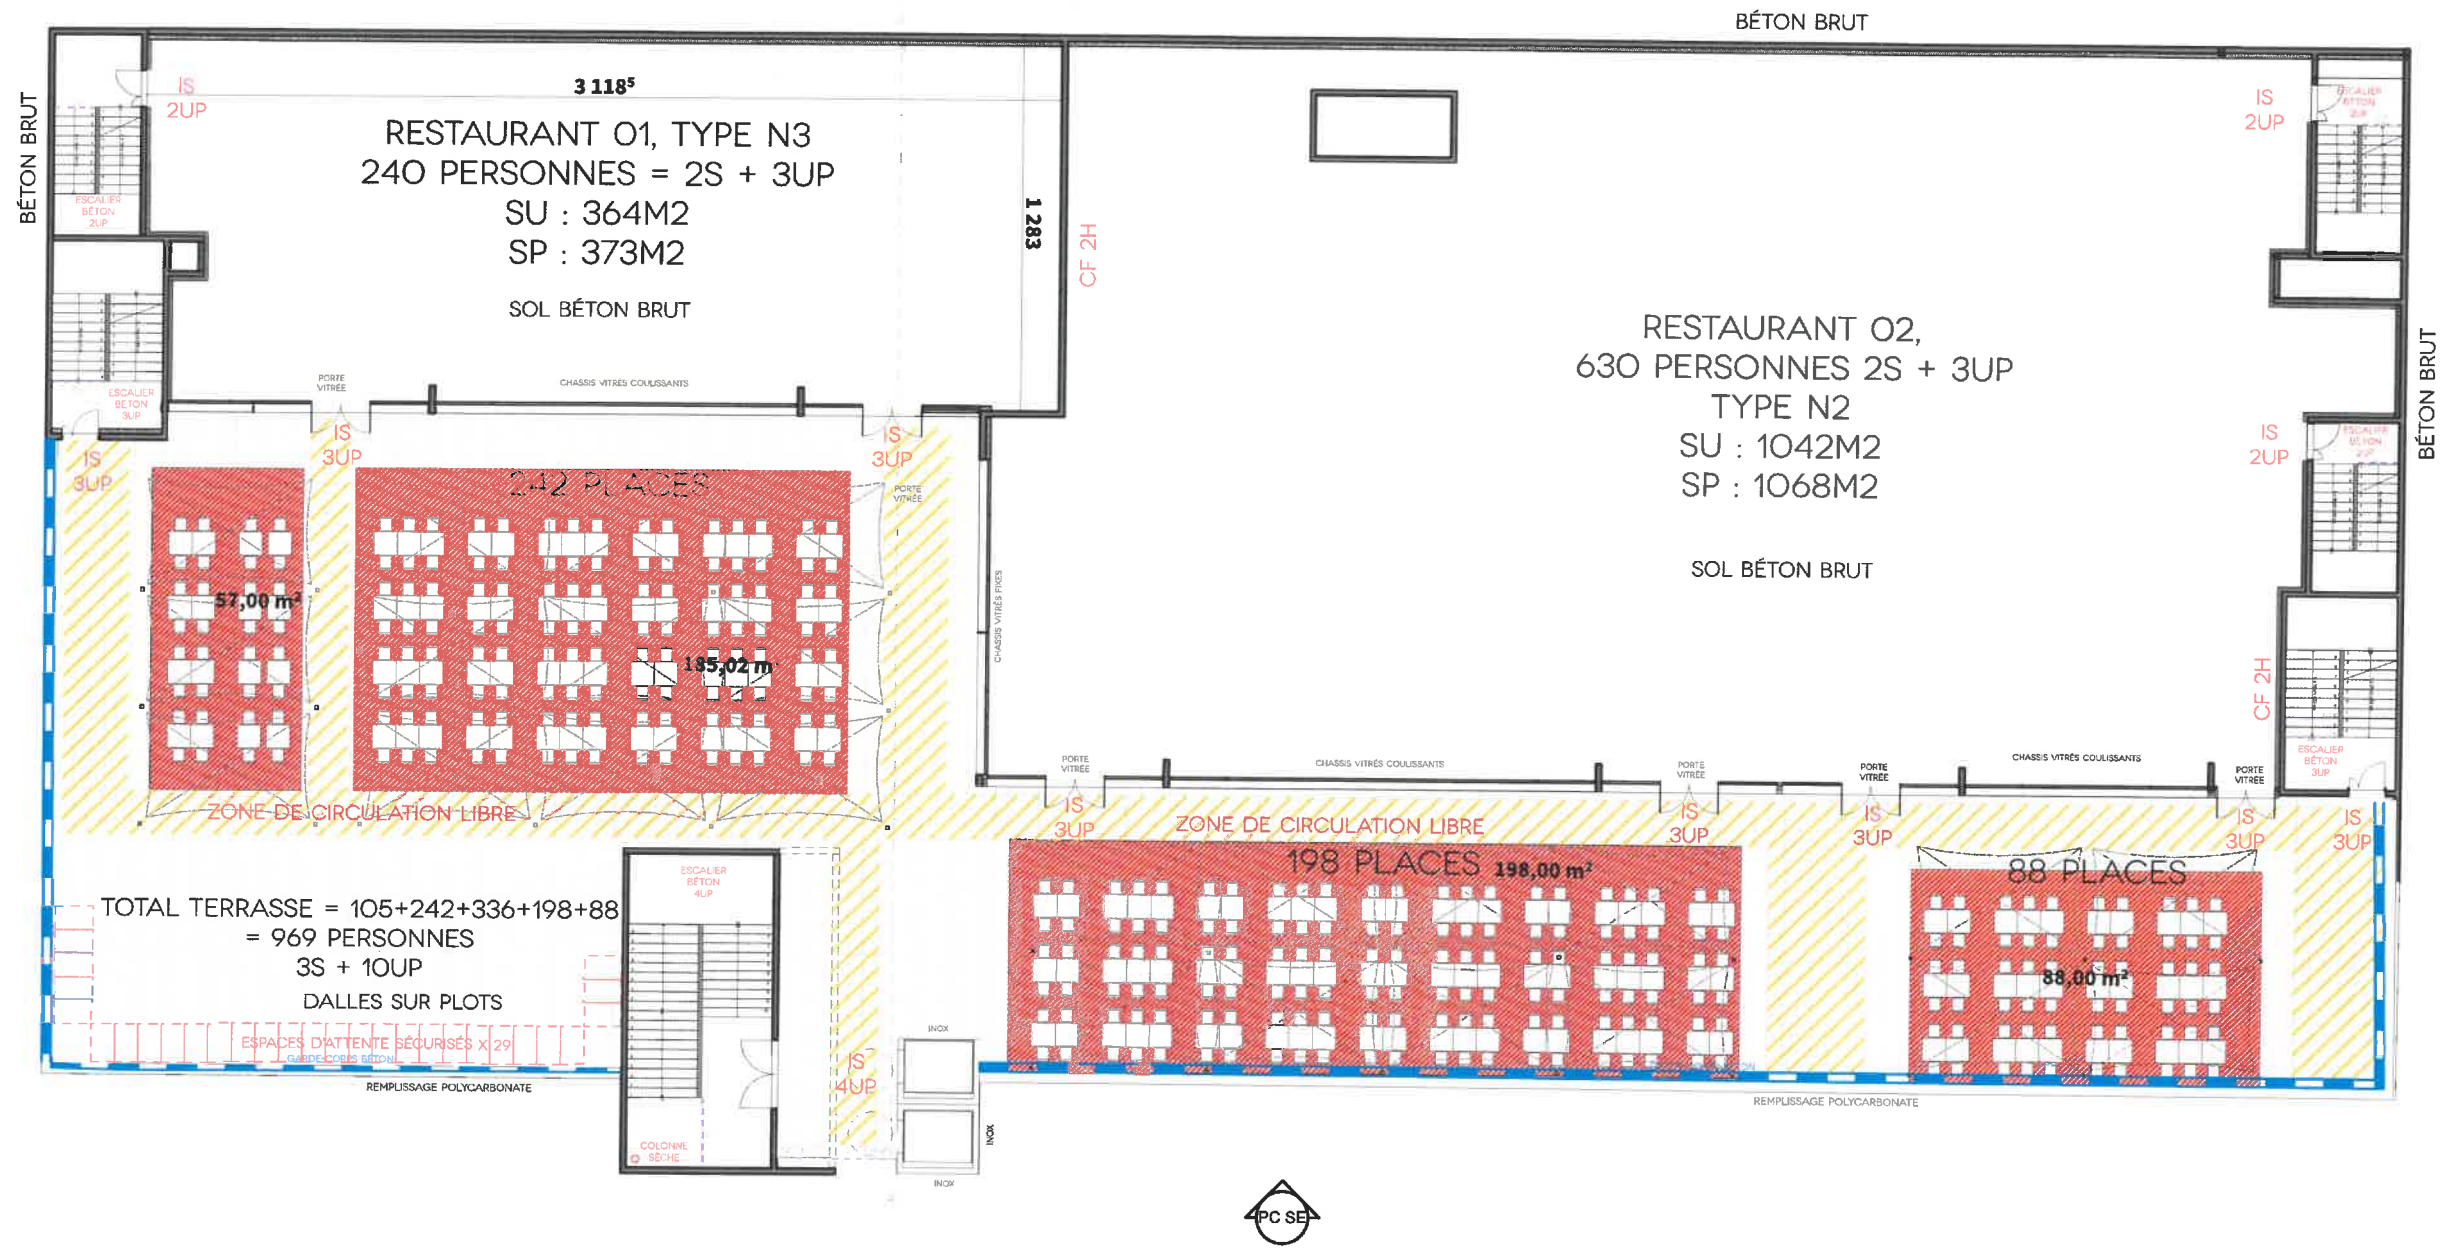 BÉTON BRUT
BÉTON BRUT
IS
2UP
3 118⁵
RESTAURANT 01, TYPE N3
240 PERSONNES = 2S + 3UP
SU : 364M2
SP : 373M2
SOL BÉTON BRUT
1 283
CF 2H
ESCALIER
BÉTON
2UP
ESCALIER
BÉTON
3UP
PORTE
VITRÉE
CHASSIS VITRÉS COULISSANTS
IS
3UP
IS
3UP
IS
3UP
PORTE
VITRÉE
IS
2UP
ESCALIER
BÉTON
2UP
RESTAURANT 02,
630 PERSONNES 2S + 3UP
TYPE N2
SU : 1042M2
SP : 1068M2
SOL BÉTON BRUT
BÉTON BRUT
IS
2UP
ESCALIER
BÉTON
CF 2H
ESCALIER
BÉTON
3UP
242 PLACES
57,00 m²
185,02 m
CHASSIS VITRÉS FIXES
ZONE DE CIRCULATION LIBRE
PORTE
VITRÉE
CHASSIS VITRÉS COULISSANTS
PORTE
VITRÉE
PORTE
VITRÉE
CHASSIS VITRÉS COULISSANTS
PORTE
VITRÉE
IS
3UP
ZONE DE CIRCULATION LIBRE
IS
3UP
IS
3UP
IS
3UP
IS
3UP
198 PLACES 198,00 m²
88 PLACES
88,00 m²
TOTAL TERRASSE = 105+242+336+198+88
= 969 PERSONNES
3S + 10UP
DALLES SUR PLOTS
ESPACES D'ATTENTE SÉCURISÉS X 29
GARDE-CORPS BÉTON
REMPLISSAGE POLYCARBONATE
ESCALIER
BÉTON
4UP
COLONNE
SÈCHE
IS
4UP
INOX
INOX
INOX
REMPLISSAGE POLYCARBONATE
PC SE